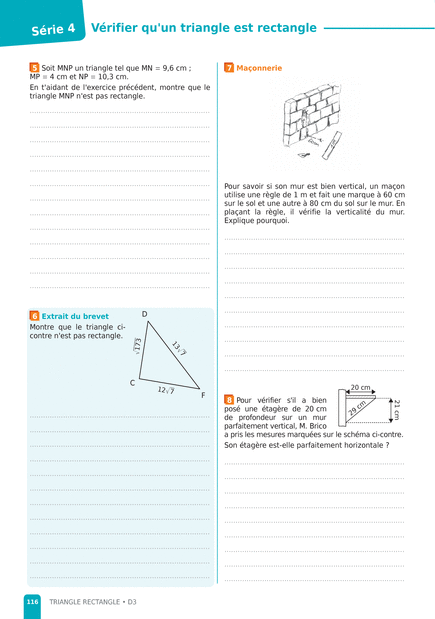 Série 4
Vérifier qu'un triangle est rectangle
5 Soit MNP un triangle tel que MN = 9,6 cm ;
MP = 4 cm et NP = 10,3 cm.
En t'aidant de l'exercice précédent, montre que le
triangle MNP n'est pas rectangle.
6 Extrait du brevet
Montre que le triangle ci-
contre n'est pas rectangle.
D
√173
13√7
C
12√7
F
7 Maçonnerie
Pour savoir si son mur est bien vertical, un maçon
utilise une règle de 1 m et fait une marque à 60 cm
sur le sol et une autre à 80 cm du sol sur le mur. En
plaçant la règle, il vérifie la verticalité du mur.
Explique pourquoi.
8 Pour vérifier s'il a bien
posé une étagère de 20 cm
de profondeur sur un mur
parfaitement vertical, M. Brico
a pris les mesures marquées sur le schéma ci-contre.
Son étagère est-elle parfaitement horizontale ?
20 cm
29 cm
21 cm
116 TRIANGLE RECTANGLE • D3